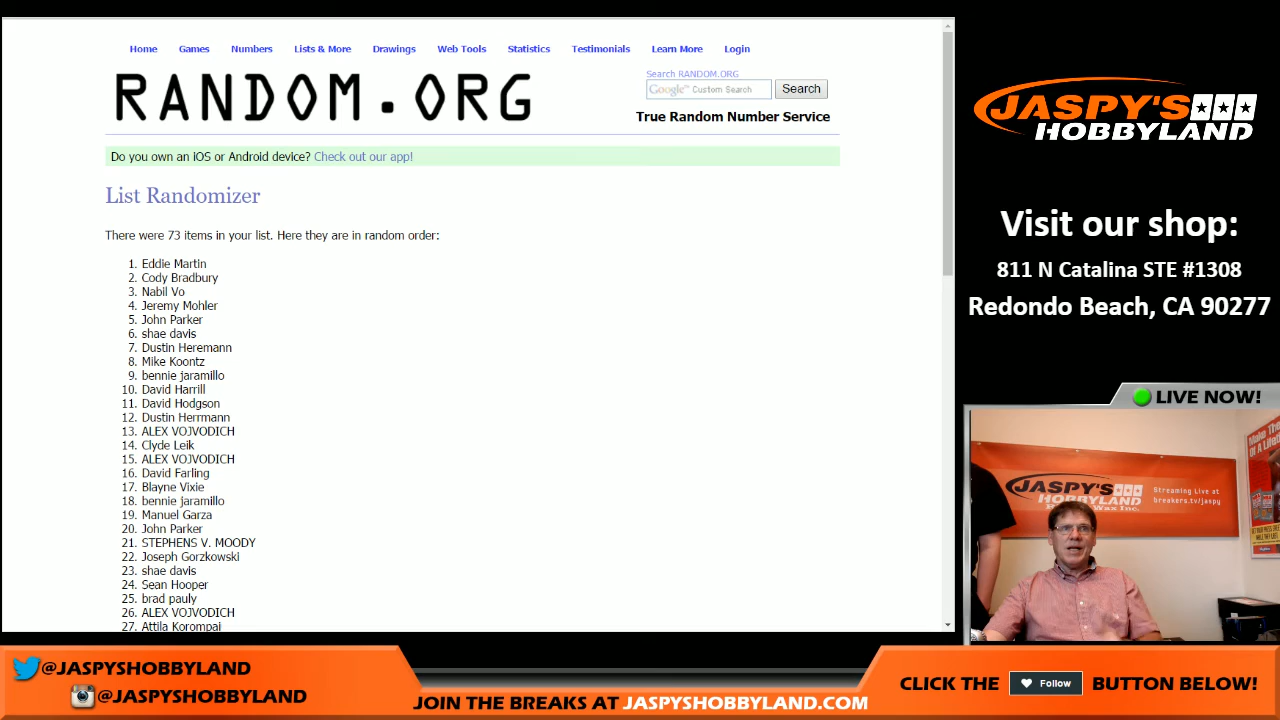 Home Games Numbers Lists & More Drawings Web Tools Statistics Testimonials Learn More Login
RANDOM.ORG
Search RANDOM.ORG
Google™ Custom Search Search
True Random Number Service
Do you own an iOS or Android device? Check out our app!
List Randomizer
There were 73 items in your list. Here they are in random order:
1. Eddie Martin
2. Cody Bradbury
3. Nabil Vo
4. Jeremy Mohler
5. John Parker
6. shae davis
7. Dustin Heremann
8. Mike Koontz
9. bennie jaramillo
10. David Harrill
11. David Hodgson
12. Dustin Herrmann
13. ALEX VOJVODICH
14. Clyde Leik
15. ALEX VOJVODICH
16. David Farling
17. Blayne Vixie
18. bennie jaramillo
19. Manuel Garza
20. John Parker
21. STEPHENS V. MOODY
22. Joseph Gorzkowski
23. shae davis
24. Sean Hooper
25. brad pauly
26. ALEX VOJVODICH
27. Attila Korompai
JASPY'S
HOBBYLAND
Visit our shop:
811 N Catalina STE #1308
Redondo Beach, CA 90277
LIVE NOW!
JASPY'S
HOBBYLAND
Streaming Live at
breakers.tv/jaspy
@JASPYSHOBBYLAND
@JASPYSHOBBYLAND
JOIN THE BREAKS AT JASPYSHOBBYLAND.COM
CLICK THE Follow BUTTON BELOW!